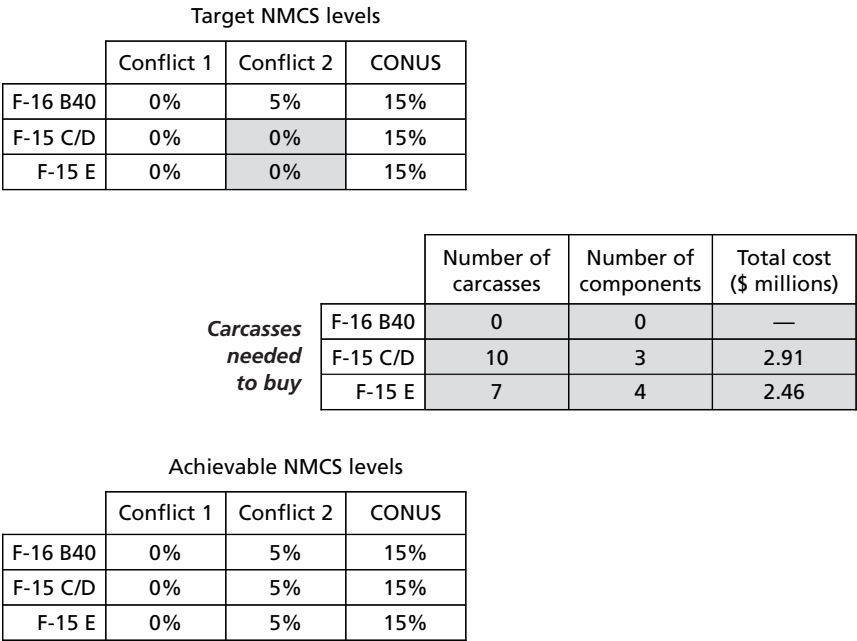 Target NMCS levels
Conflict 1 Conflict 2 CONUS
F-16 B40 0% 5% 15%
F-15 C/D 0% 0% 15%
F-15 E 0% 0% 15%
Number of carcasses Number of components Total cost ($ millions)
Carcasses needed to buy
F-16 B40 0 0 —
F-15 C/D 10 3 2.91
F-15 E 7 4 2.46
Achievable NMCS levels
Conflict 1 Conflict 2 CONUS
F-16 B40 0% 5% 15%
F-15 C/D 0% 5% 15%
F-15 E 0% 5% 15%